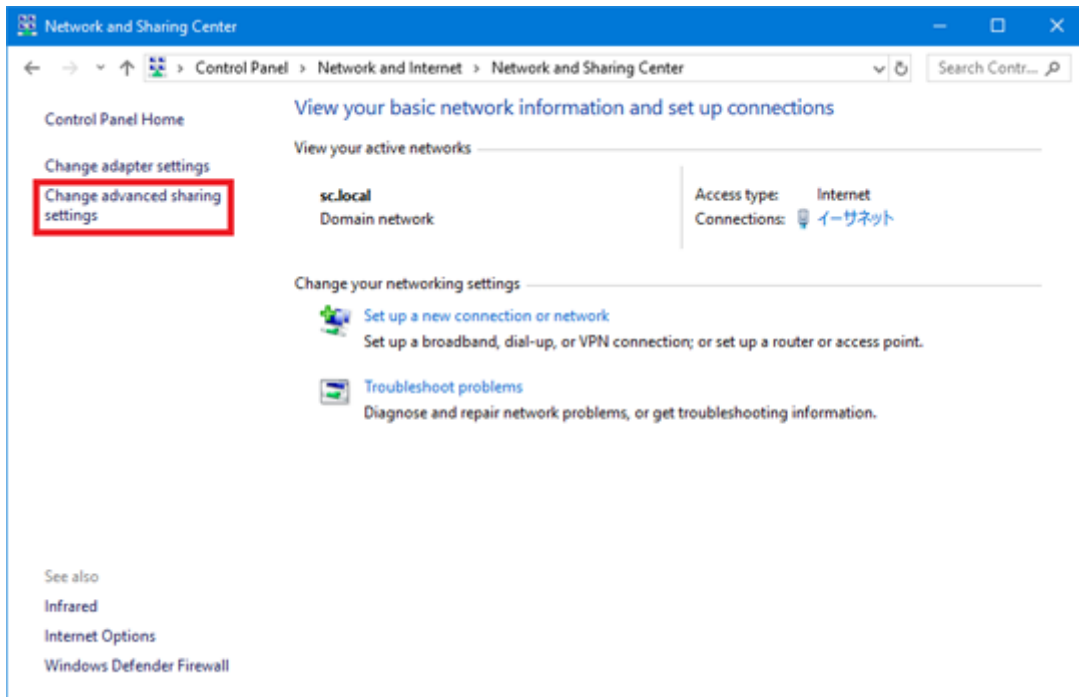 Network and Sharing Center
Control Panel > Network and Internet > Network and Sharing Center
Search Contr...
Control Panel Home
Change adapter settings
Change advanced sharing
settings
View your basic network information and set up connections
View your active networks
sc.local
Domain network
Access type: Internet
Connections: イーサネット
Change your networking settings
Set up a new connection or network
Set up a broadband, dial-up, or VPN connection; or set up a router or access point.
Troubleshoot problems
Diagnose and repair network problems, or get troubleshooting information.
See also
Infrared
Internet Options
Windows Defender Firewall